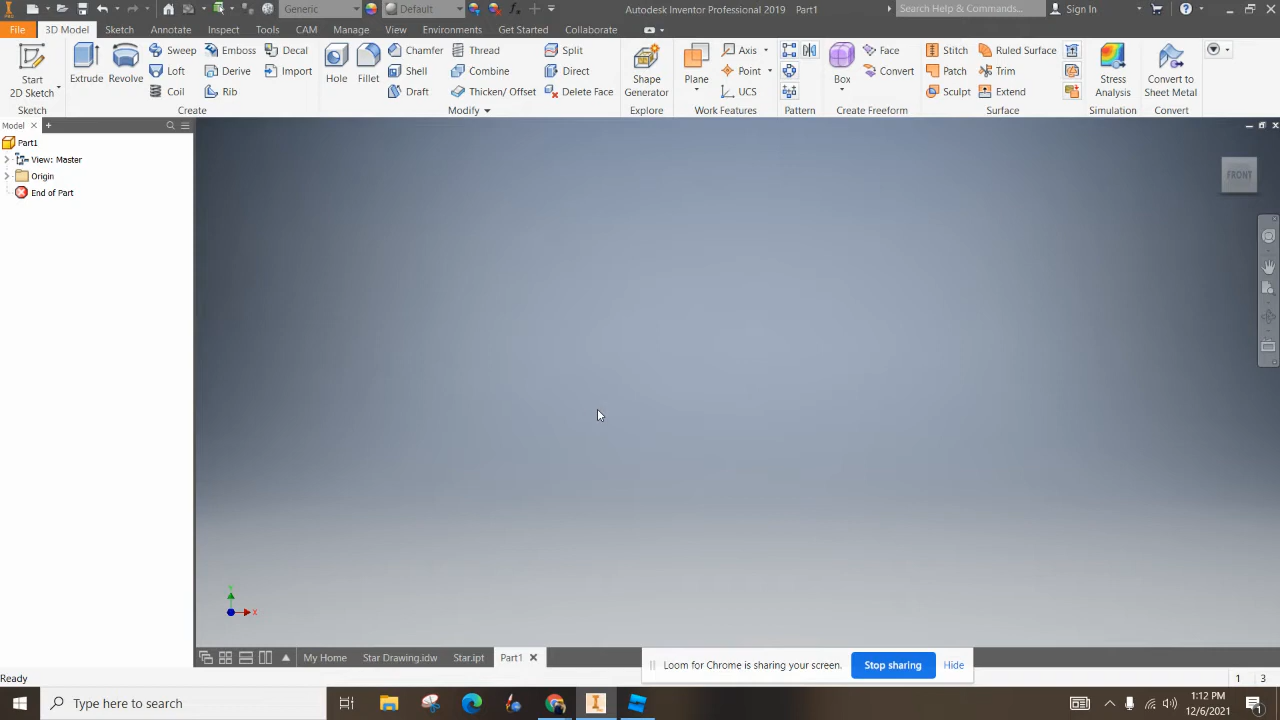 Generic Default Autodesk Inventor Professional 2019 Part1 Search Help & Commands... Sign In
File 3D Model Sketch Annotate Inspect Tools CAM Manage View Environments Get Started Collaborate
Start 2D Sketch Extrude Revolve Sweep Emboss Decal Hole Fillet Chamfer Thread Split Shape Generator Plane Axis Box Face Stitch Ruled Surface Stress Analysis Convert to Sheet Metal
Loft Derive Import Shell Combine Direct Point Convert Patch Trim
Coil Rib Draft Thicken/ Offset Delete Face UCS Sculpt Extend
Sketch Create Modify Explore Work Features Pattern Create Freeform Surface Simulation Convert
Model
Part1
View: Master
Origin
End of Part
FRONT
Y
X
My Home Star Drawing.idw Star.ipt Part1
Loom for Chrome is sharing your screen. Stop sharing Hide
Ready 1 3
Type here to search
1:12 PM
12/6/2021
1